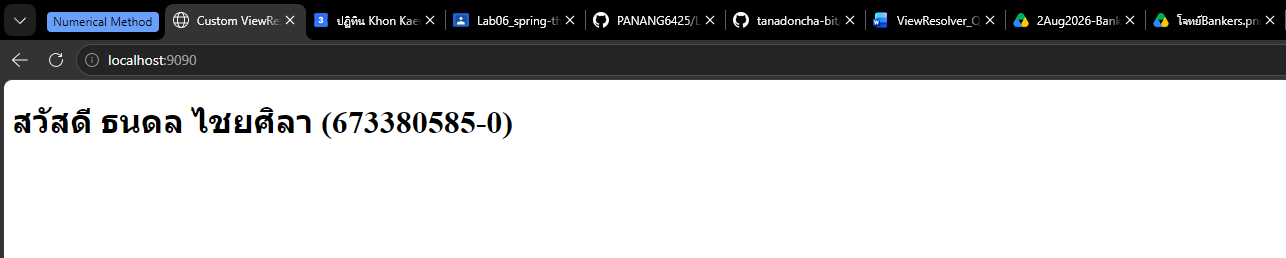 Numerical Method
Custom ViewRe
ปฏิทิน Khon Kae
Lab06_spring-th
PANANG6425/L
tanadoncha-bit/
ViewResolver_Q
2Aug2026-Bank
โจทย์Bankers.pn
localhost:9090
สวัสดี ธนดล ไชยศิลา (673380585-0)